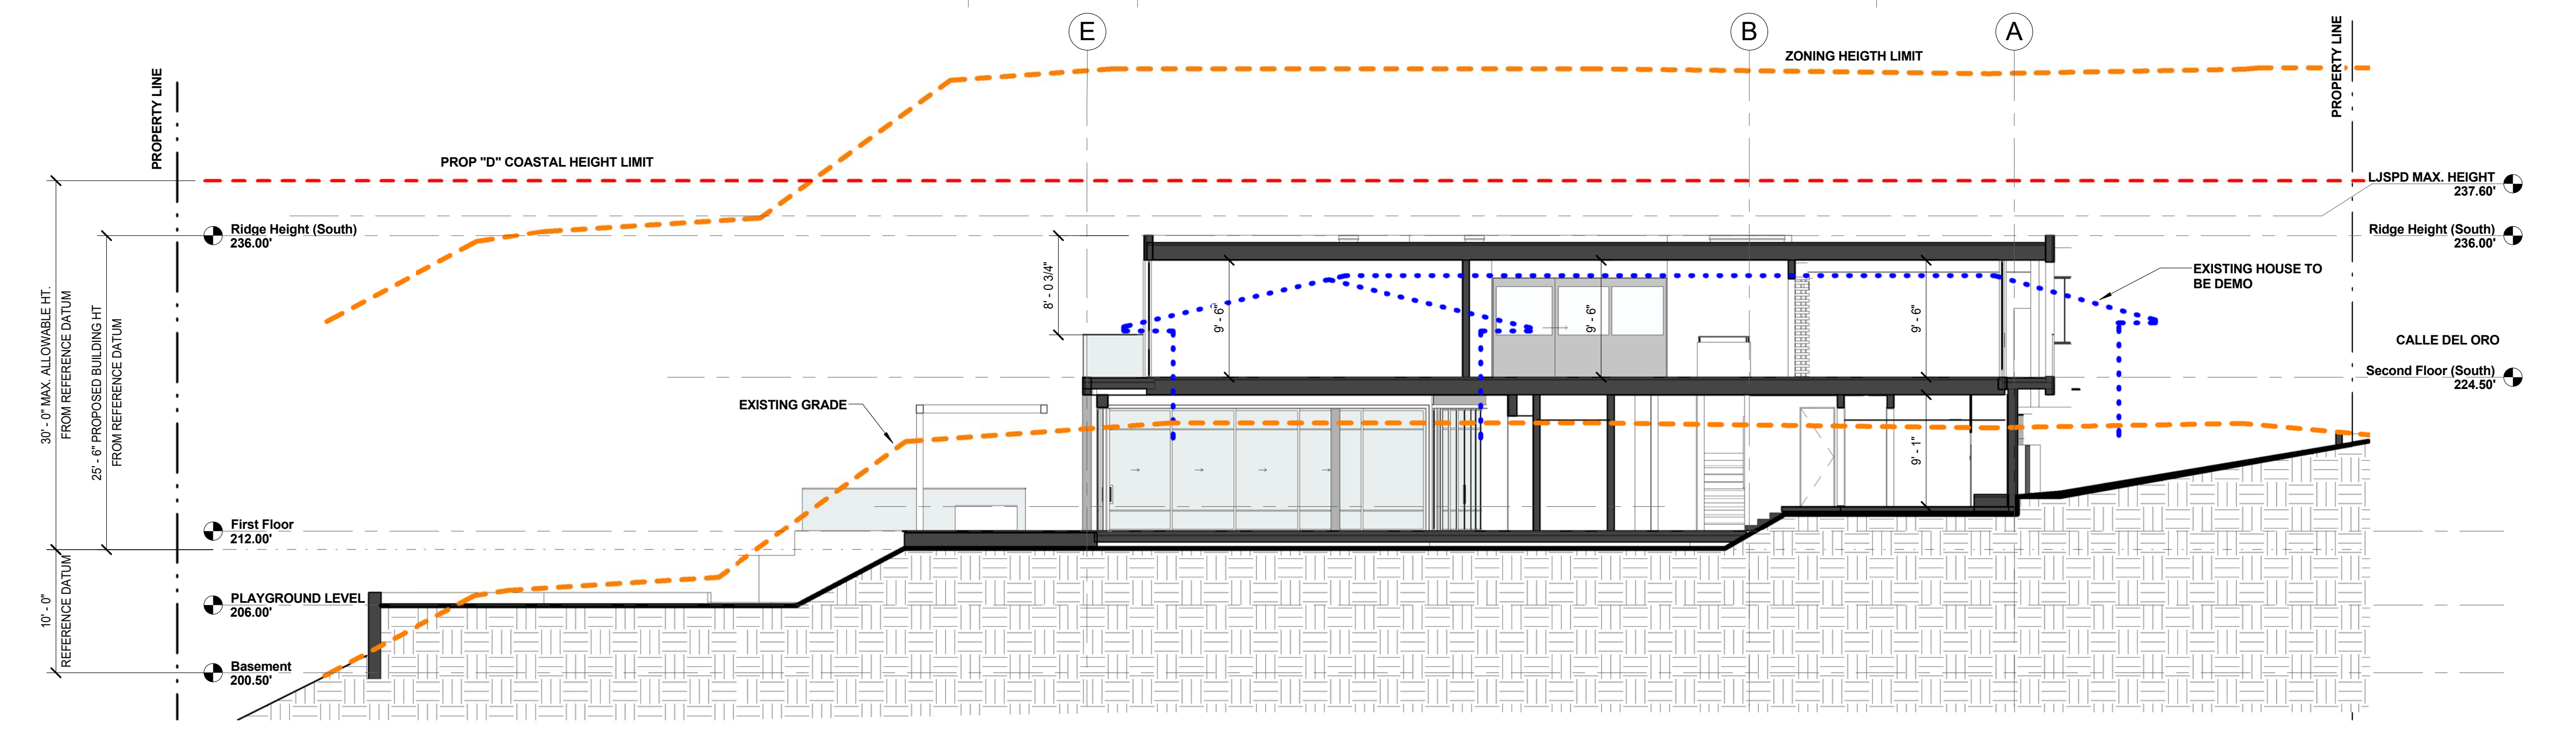 E
B
A
PROPERTY LINE
ZONING HEIGTH LIMIT
PROPERTY LINE
PROP "D" COASTAL HEIGHT LIMIT
LJSPD MAX. HEIGHT
237.60'
Ridge Height (South)
236.00'
Ridge Height (South)
236.00'
30' - 0" MAX. ALLOWABLE HT.
FROM REFERENCE DATUM
25' - 6" PROPOSED BUILDING HT
FROM REFERENCE DATUM
8' - 0 3/4"
9' - 6"
9' - 6"
9' - 6"
EXISTING HOUSE TO
BE DEMO
CALLE DEL ORO
Second Floor (South)
224.50'
EXISTING GRADE
9' - 1"
First Floor
212.00'
10' - 0"
REFERENCE DATUM
PLAYGROUND LEVEL
206.00'
Basement
200.50'